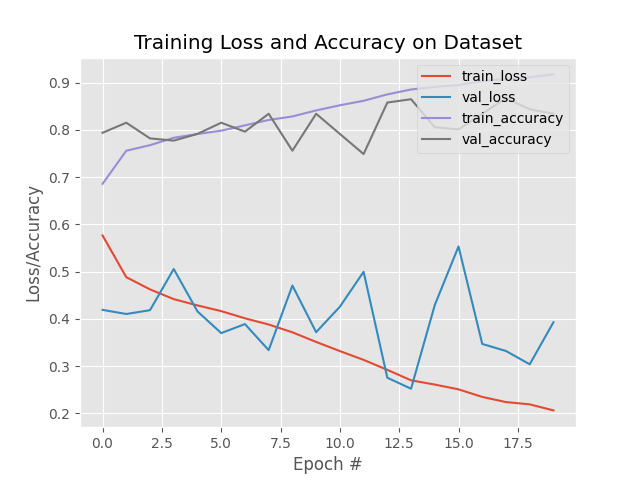 Training Loss and Accuracy on Dataset
train_loss
val_loss
train_accuracy
val_accuracy
Loss/Accuracy
0.9
0.8
0.7
0.6
0.5
0.4
0.3
0.2
0.0 2.5 5.0 7.5 10.0 12.5 15.0 17.5
Epoch #